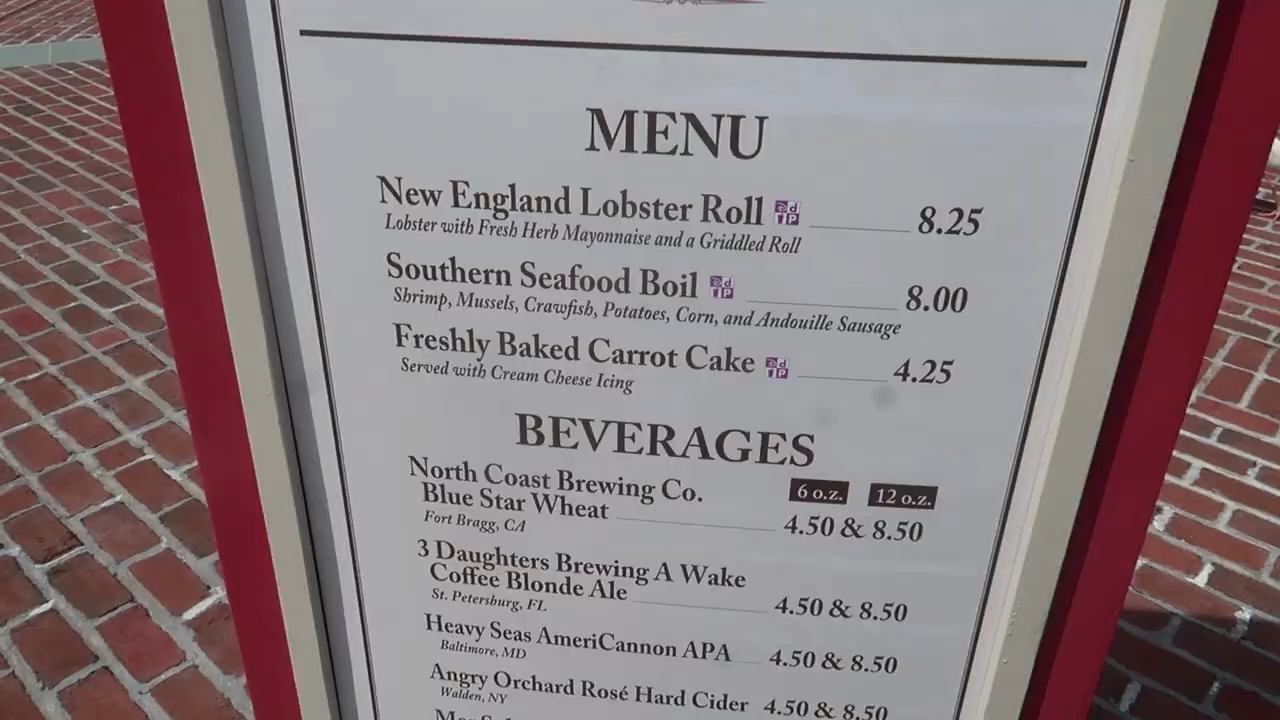 MENU
New England Lobster Roll 8.25
Lobster with Fresh Herb Mayonnaise and a Griddled Roll
Southern Seafood Boil 8.00
Shrimp, Mussels, Crawfish, Potatoes, Corn, and Andouille Sausage
Freshly Baked Carrot Cake 4.25
Served with Cream Cheese Icing
BEVERAGES
North Coast Brewing Co. 6 o.z. 12 o.z.
Blue Star Wheat 4.50 & 8.50
Fort Bragg, CA
3 Daughters Brewing A Wake
Coffee Blonde Ale 4.50 & 8.50
St. Petersburg, FL
Heavy Seas AmeriCannon APA 4.50 & 8.50
Baltimore, MD
Angry Orchard Rosé Hard Cider 4.50 & 8.50
Walden, NY